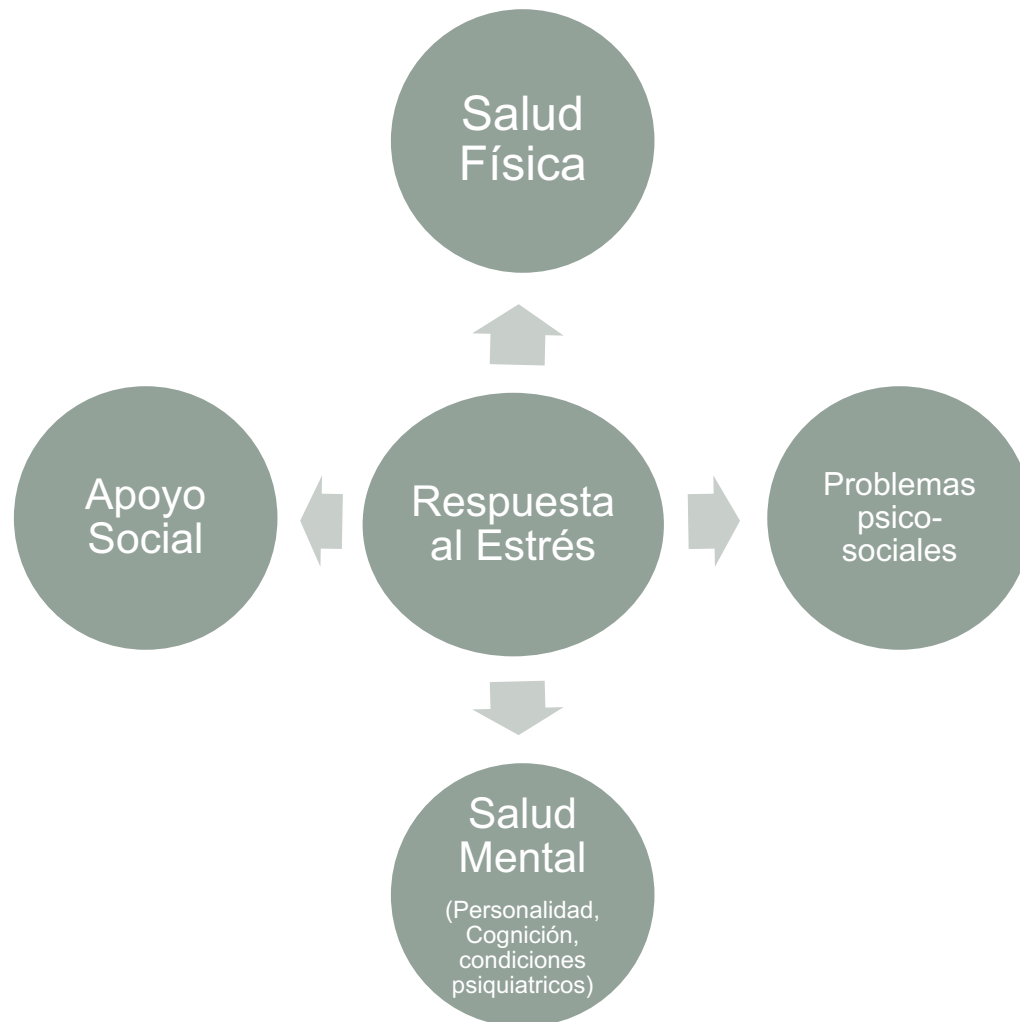 Salud
Física
Apoyo
Social
Respuesta
al Estrés
Problemas
psico-
sociales
Salud
Mental
(Personalidad,
Cognición,
condiciones
psiquiatricos)